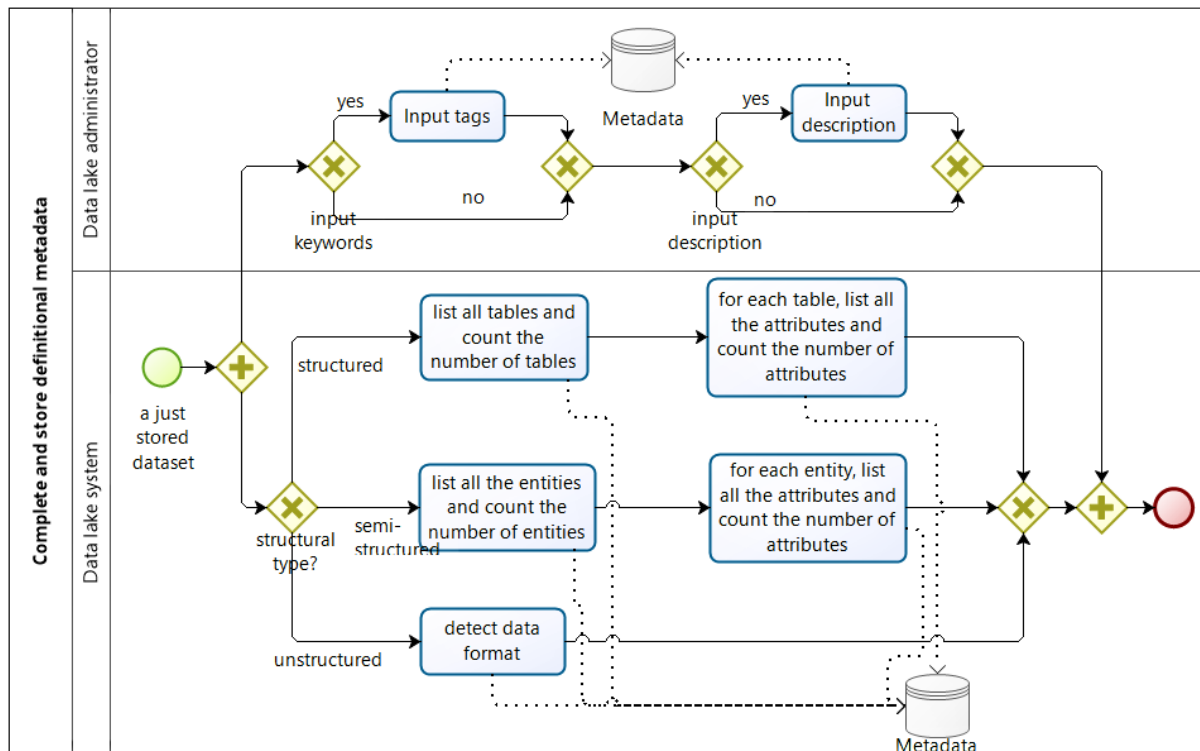 Complete and store definitional metadata
Data lake administrator
yes
Input tags
Metadata
yes
Input
description
no
input
keywords
no
input
description
Data lake system
a just
stored
dataset
structured
list all tables and
count the
number of tables
for each table, list all
the attributes and
count the number of
attributes
structural
type?
semi-
structured
list all the entities
and count the
number of entities
for each entity, list
all the attributes and
count the number of
attributes
unstructured
detect data
format
Metadata